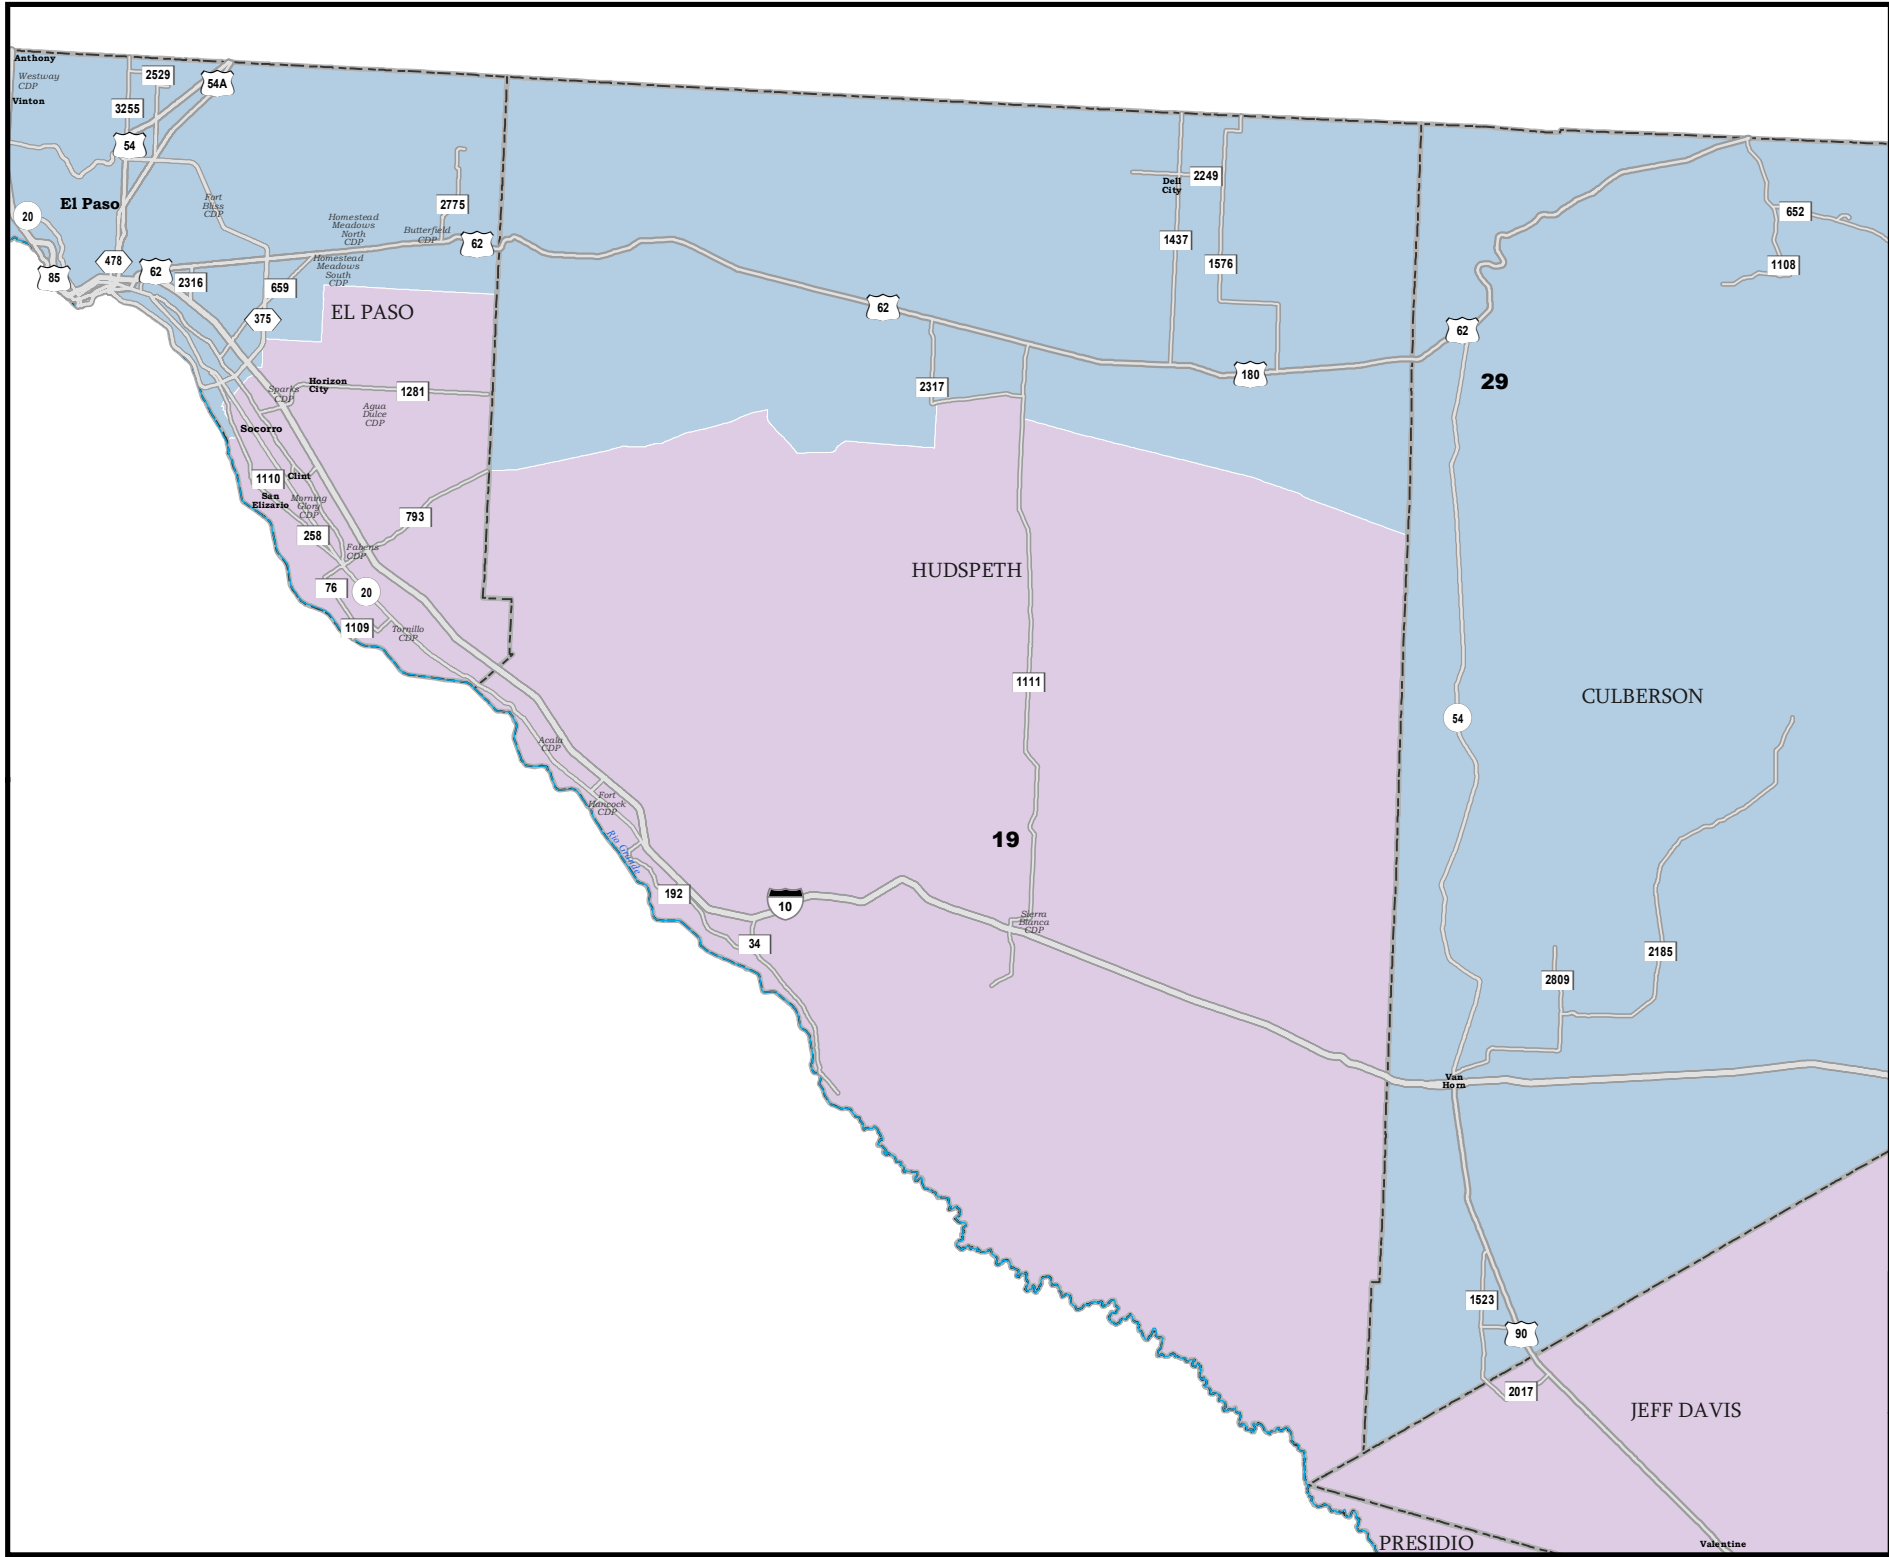 Anthony
Westway
CDP
Vinton
2529
54A
3255
54
El Paso
20
Fort
Bliss
CDP
2775
Homestead
Meadows
North
CDP
Butterfield
CDP
62
478
85
62
2316
659
Homestead
Meadows
South
CDP
375
EL PASO
Dell
City
2249
1437
1576
652
1108
62
62
180
29
2317
Sparks
CDP
Horizon
City
1281
Agua
Dulce
CDP
Socorro
1110
Clint
San
Elizario
Morning
Glory
CDP
793
258
Fabens
CDP
76
20
1109
Tornillo
CDP
HUDSPETH
1111
CULBERSON
54
Acala
CDP
Fort
Hancock
CDP
Rio Grande
19
192
10
34
Sierra
Blanca
CDP
2185
2809
Van
Horn
1523
90
2017
JEFF DAVIS
PRESIDIO
Valentine